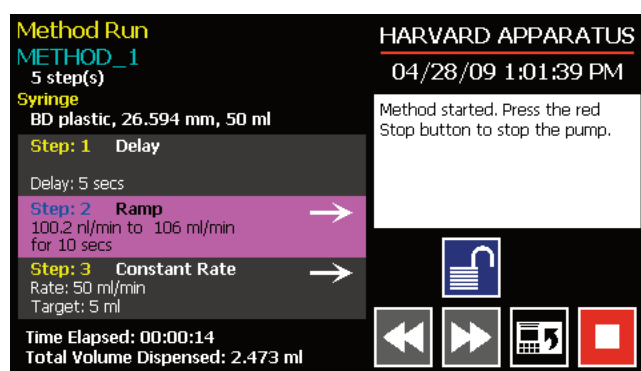 Method Run
METHOD_1
5 step(s)
Syringe
BD plastic, 26.594 mm, 50 ml
Step: 1 Delay
Delay: 5 secs
Step: 2 Ramp
100.2 nl/min to 106 ml/min
for 10 secs
Step: 3 Constant Rate
Rate: 50 ml/min
Target: 5 ml
Time Elapsed: 00:00:14
Total Volume Dispensed: 2.473 ml
HARVARD APPARATUS
04/28/09 1:01:39 PM
Method started. Press the red
Stop button to stop the pump.